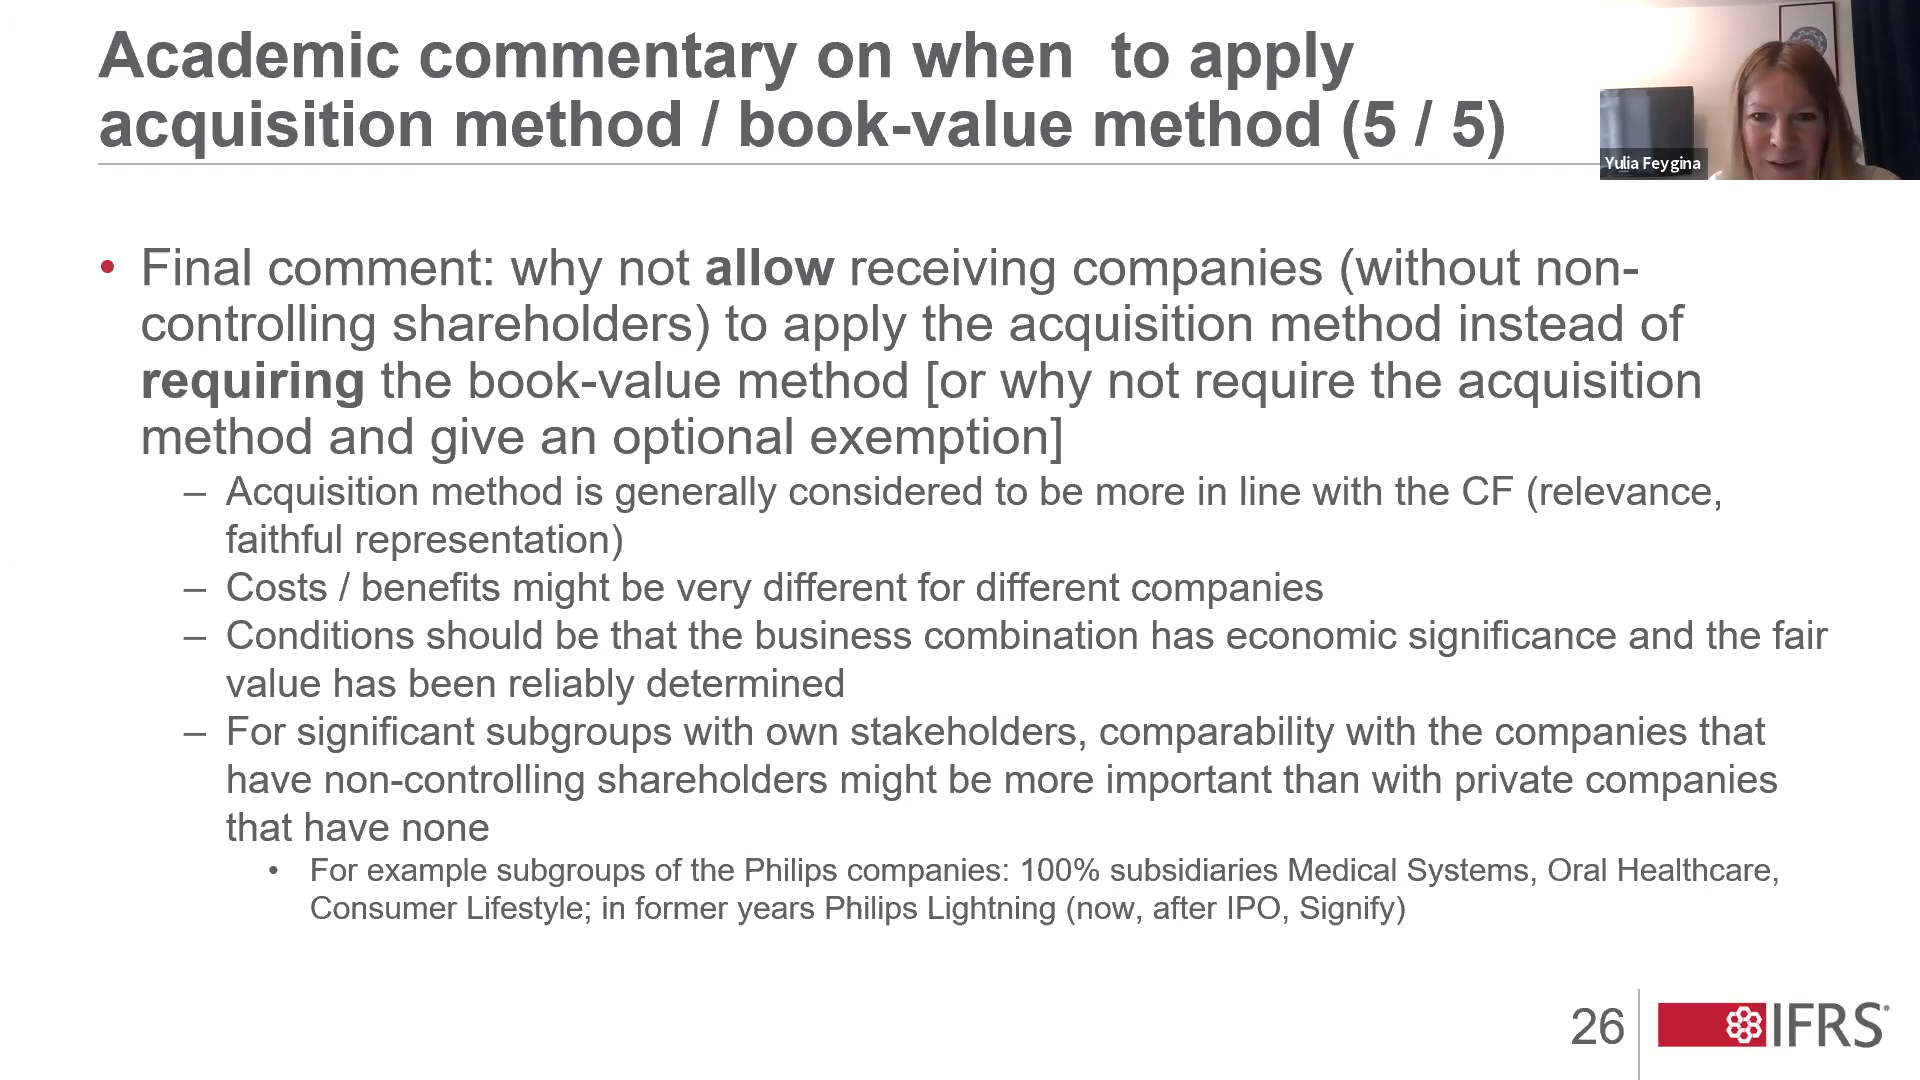 Academic commentary on when  to apply
acquisition method / book-value method (5 / 5)
Yulia Feygina
• Final comment: why not allow receiving companies (without non-
controlling shareholders) to apply the acquisition method instead of
requiring the book-value method [or why not require the acquisition
method and give an optional exemption]
– Acquisition method is generally considered to be more in line with the CF (relevance,
faithful representation)
– Costs / benefits might be very different for different companies
– Conditions should be that the business combination has economic significance and the fair
value has been reliably determined
– For significant subgroups with own stakeholders, comparability with the companies that
have non-controlling shareholders might be more important than with private companies
that have none
• For example subgroups of the Philips companies: 100% subsidiaries Medical Systems, Oral Healthcare,
Consumer Lifestyle; in former years Philips Lightning (now, after IPO, Signify)
26
IFRS®